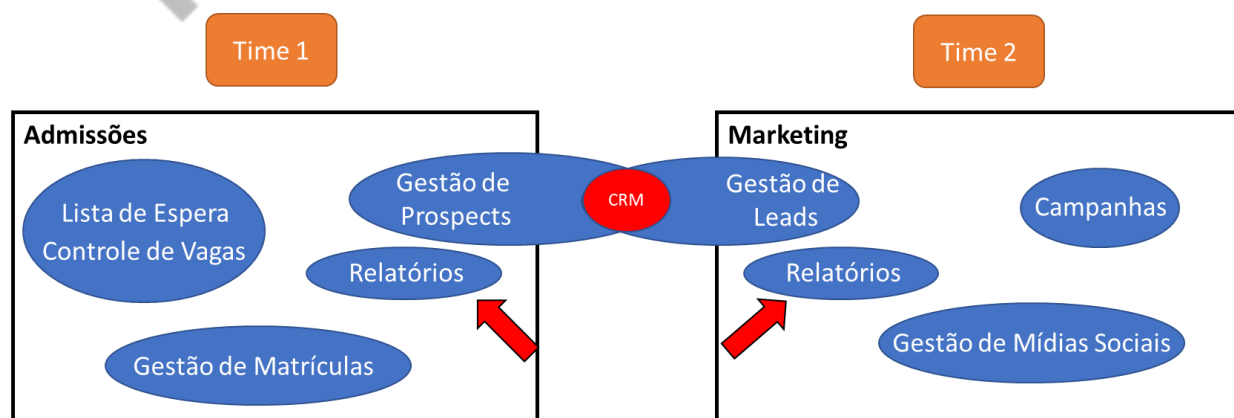 Time 1
Time 2
Admissões
Lista de Espera
Controle de Vagas
Gestão de
Prospects
Relatórios
Gestão de Matrículas
CRM
Marketing
Gestão de
Leads
Campanhas
Relatórios
Gestão de Mídias Sociais